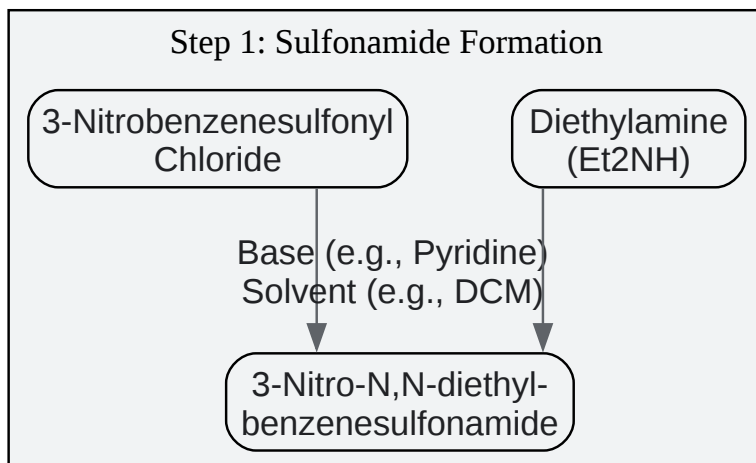 Step 1: Sulfonamide Formation
3-Nitrobenzenesulfonyl
Chloride
Diethylamine
(Et2NH)
Base (e.g., Pyridine)
Solvent (e.g., DCM)
3-Nitro-N,N-diethyl-
benzenesulfonamide